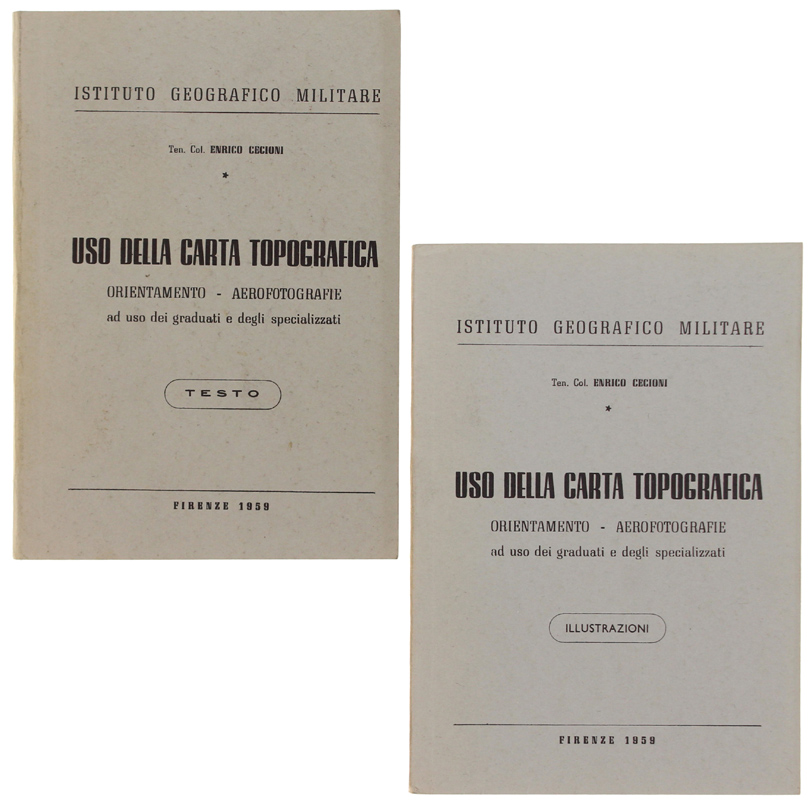 ISTITUTO GEOGRAFICO MILITARE
Ten. Col. ENRICO CECIONI
*
USO DELLA CARTA TOPOGRAFICA
ORIENTAMENTO - AEROFOTOGRAFIE
ad uso dei graduati e degli specializzati
TESTO
FIRENZE 1959
ISTITUTO GEOGRAFICO MILITARE
Ten. Col. ENRICO CECIONI
*
USO DELLA CARTA TOPOGRAFICA
ORIENTAMENTO - AEROFOTOGRAFIE
ad uso dei graduati e degli specializzati
ILLUSTRAZIONI
FIRENZE 1959